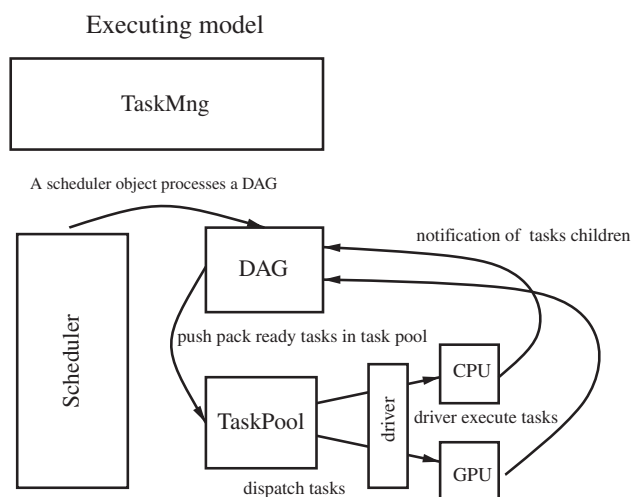 Executing model
TaskMng
A scheduler object processes a DAG
notification of tasks children
DAG
push pack ready tasks in task pool
Scheduler
TaskPool
driver
CPU
driver execute tasks
GPU
dispatch tasks